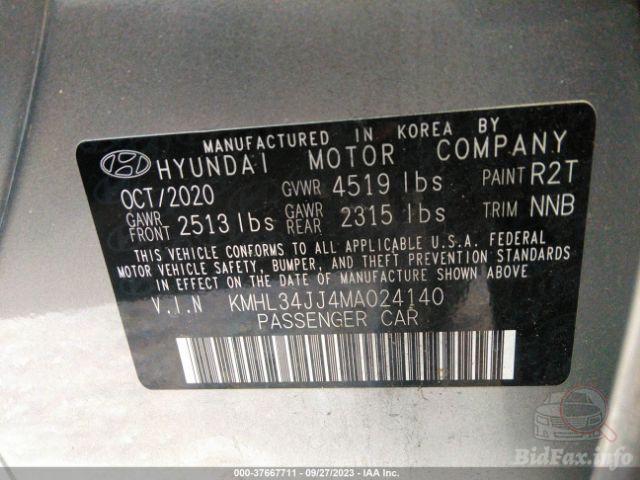 MANUFACTURED IN KOREA BY
HYUNDAI MOTOR COMPANY
OCT/2020 GVWR 4519 lbs PAINT R2T
GAWR FRONT 2513 lbs GAWR REAR 2315 lbs TRIM NNB
THIS VEHICLE CONFORMS TO ALL APPLICABLE U.S.A. FEDERAL
MOTOR VEHICLE SAFETY, BUMPER, AND THEFT PREVENTION STANDARDS
IN EFFECT ON THE DATE OF MANUFACTURE SHOWN ABOVE.
V.I.N KMHL34JJ4MA024140
PASSENGER CAR
BidFax.info
000-37667711 - 09/27/2023 - IAA Inc.